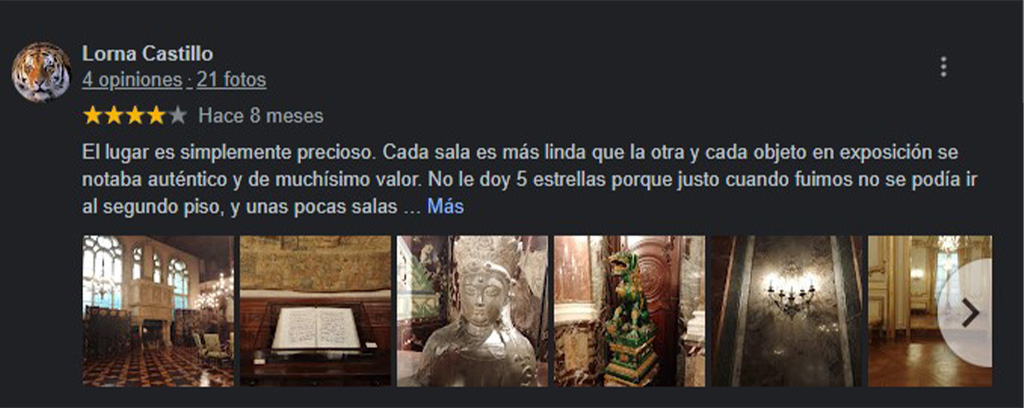 Lorna Castillo
4 opiniones · 21 fotos
Hace 8 meses
El lugar es simplemente precioso. Cada sala es más linda que la otra y cada objeto en exposición se
notaba auténtico y de muchísimo valor. No le doy 5 estrellas porque justo cuando fuimos no se podía ir
al segundo piso, y unas pocas salas ... Más